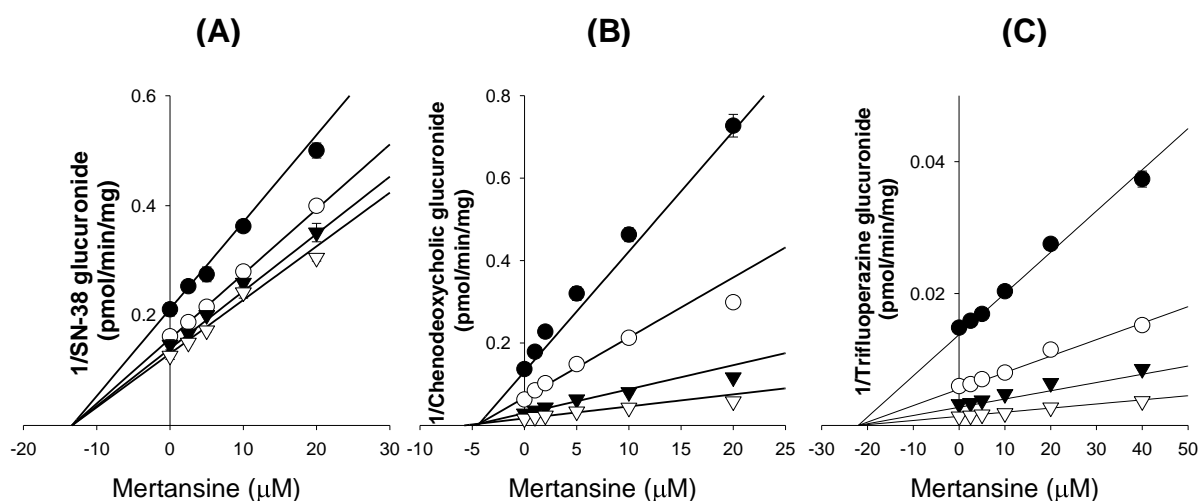 (A)
(B)
(C)
1/SN-38 glucuronide
(pmol/min/mg)
0.6
0.4
0.2
-20
-10
0
10
20
30
Mertansine (μM)
1/Chenodeoxycholic glucuronide
(pmol/min/mg)
0.8
0.6
0.4
0.2
-10
-5
0
5
10
15
20
25
Mertansine (μM)
1/Trifluoperazine glucuronide
(pmol/min/mg)
0.04
0.02
-30
-20
-10
0
10
20
30
40
50
Mertansine (μM)